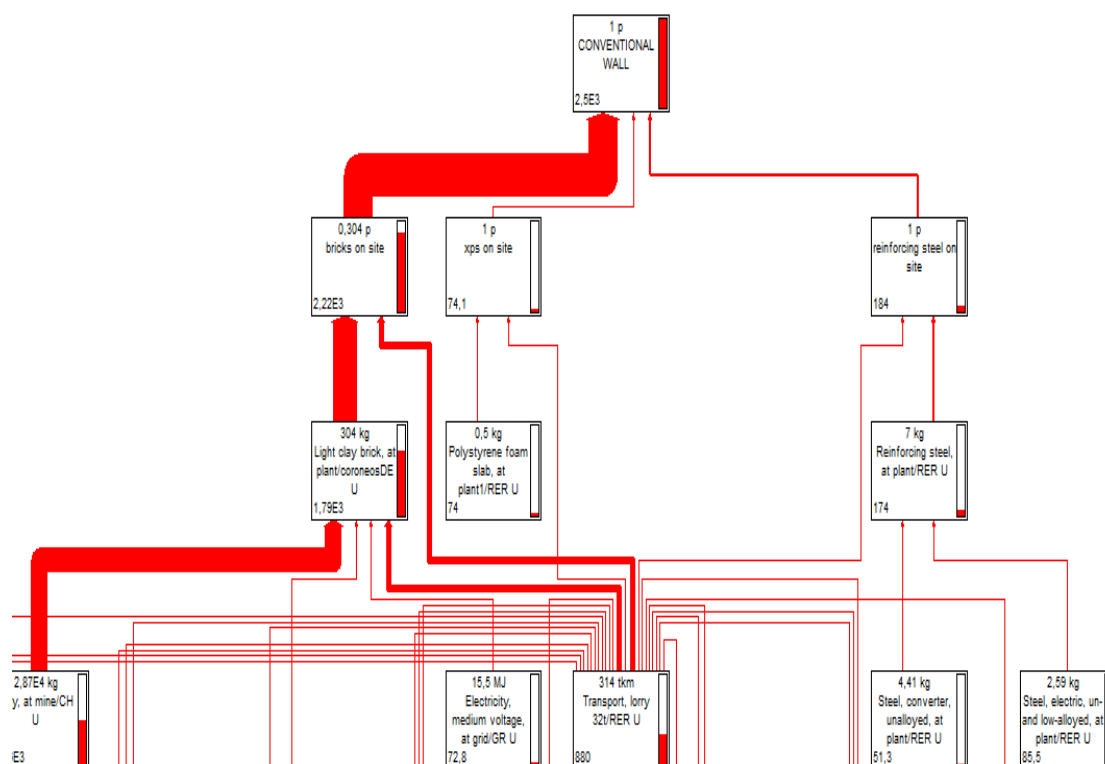 1 p
CONVENTIONAL
WALL
2,5E3
0,304 p
bricks on site
2,22E3
1 p
xps on site
74,1
1 p
reinforcing steel on
site
184
304 kg
Light clay brick, at
plant/coroneosDE
U
1,79E3
0,5 kg
Polystyrene foam
slab, at
plant1/RER U
74
7 kg
Reinforcing steel,
at plant/RER U
174
2,87E4 kg
y, at mine/CH
U
E3
15,5 MJ
Electricity,
medium voltage,
at grid/GR U
72,8
314 tkm
Transport, lorry
32t/RER U
880
4,41 kg
Steel, converter,
unalloyed, at
plant/RER U
51,3
2,59 kg
Steel, electric, un-
and low-alloyed, at
plant/RER U
85,5